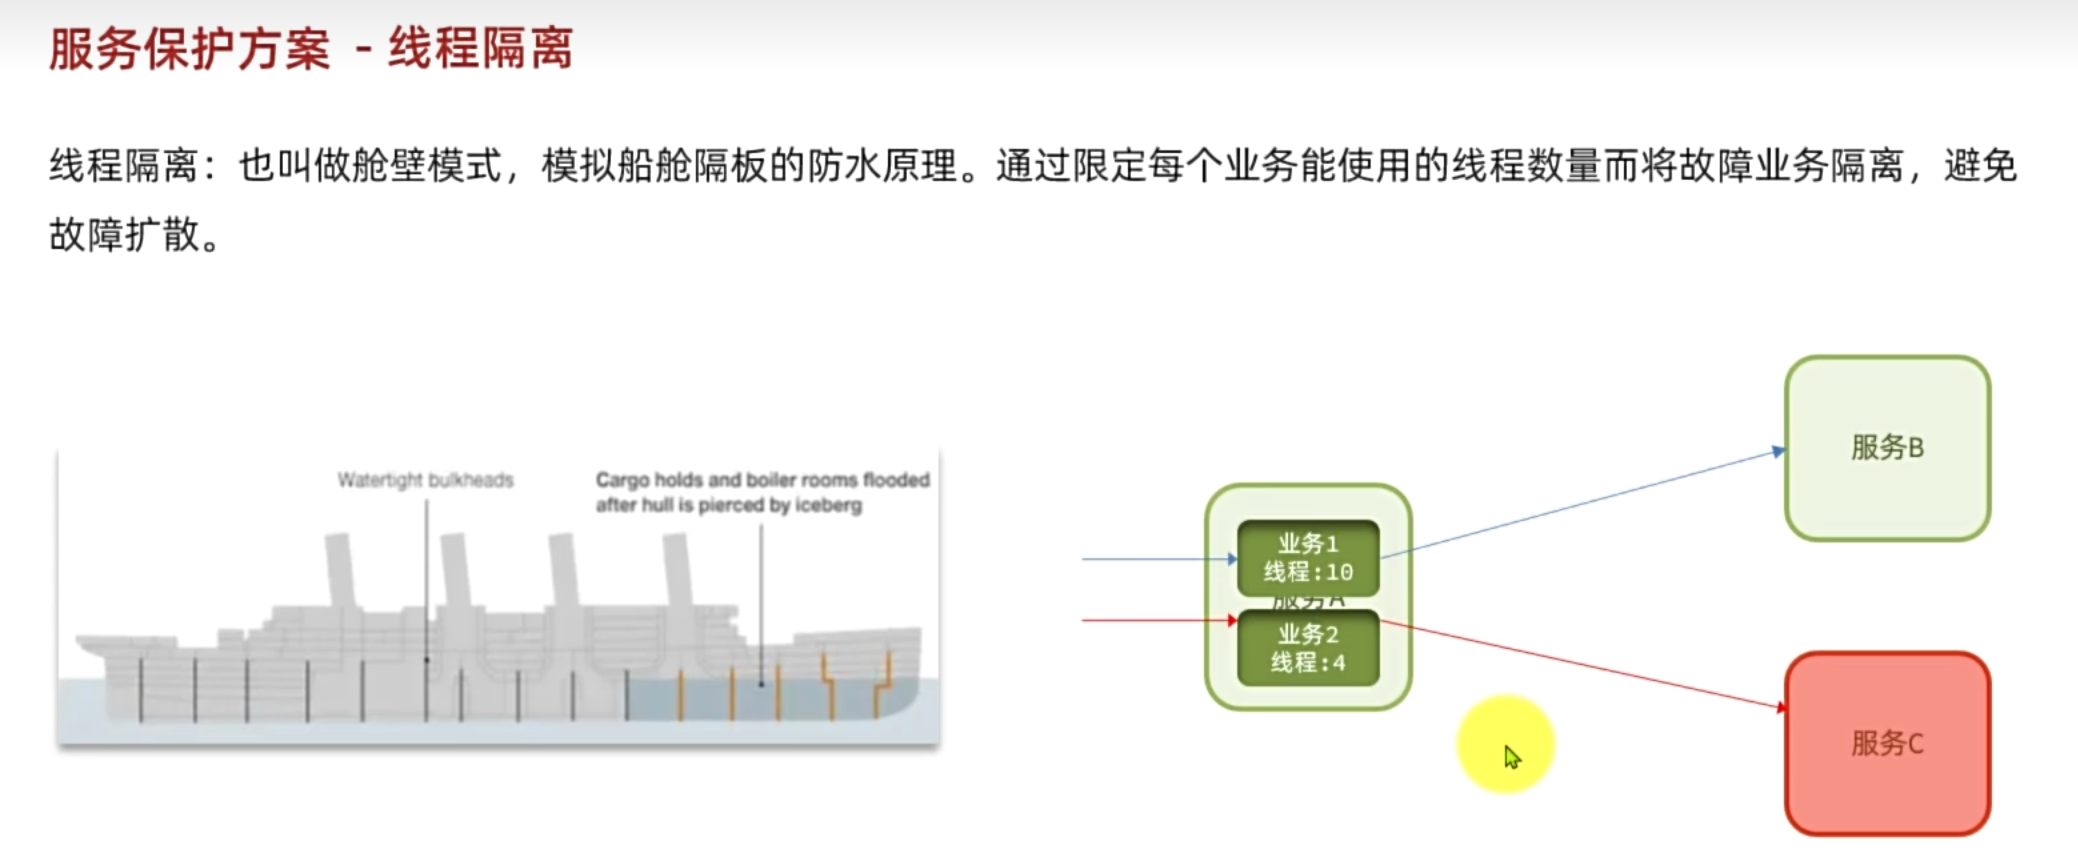 服务保护方案 - 线程隔离
线程隔离：也叫做舱壁模式，模拟船舱隔板的防水原理。通过限定每个业务能使用的线程数量而将故障业务隔离，避免
故障扩散。
Watertight bulkheads
Cargo holds and boiler rooms flooded
after hull is pierced by iceberg
业务1
线程:10
服务A
业务2
线程:4
服务B
服务C